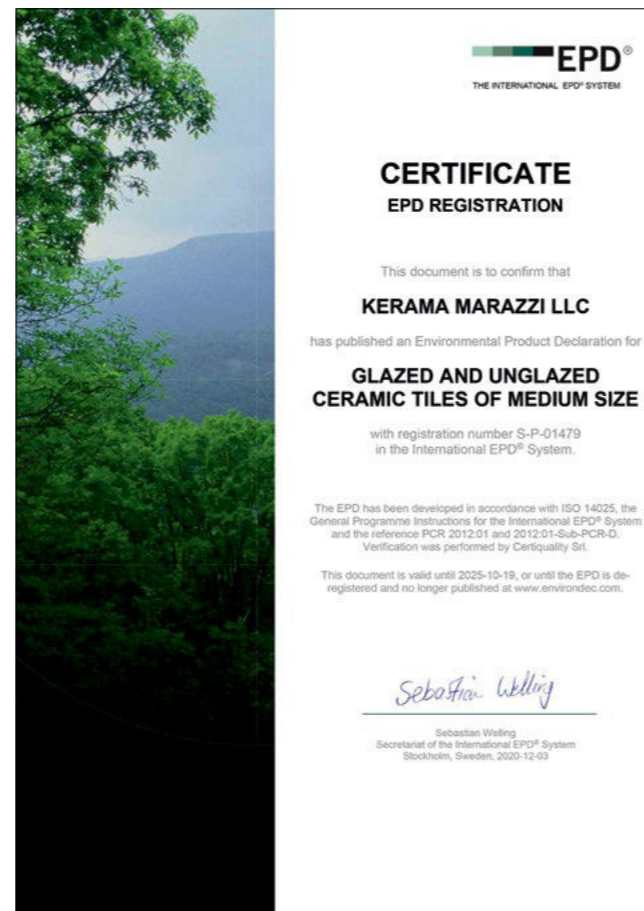 EPD®
THE INTERNATIONAL EPD® SYSTEM
CERTIFICATE
EPD REGISTRATION
This document is to confirm that
KERAMA MARAZZI LLC
has published an Environmental Product Declaration for
GLAZED AND UNGLAZED
CERAMIC TILES OF MEDIUM SIZE
with registration number S-P-01479
in the International EPD® System.
The EPD has been developed in accordance with ISO 14025, the
General Programme Instructions for the International EPD® System
and the reference PCR 2012:01 and 2012:01-Sub-PCR-D.
Verification was performed by Certiquality Srl.
This document is valid until 2025-10-19, or until the EPD is de-
registered and no longer published at www.environdec.com.
Sebastian Welling
Sebastian Welling
Secretariat of the International EPD® System
Stockholm, Sweden, 2020-12-03